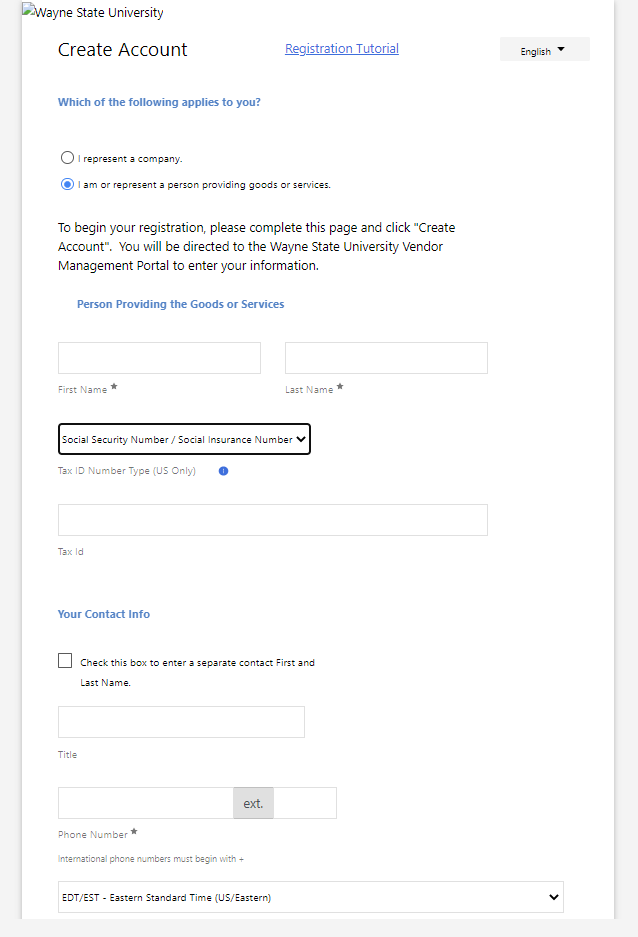 Wayne State University
Create Account
Registration Tutorial
English
Which of the following applies to you?
I represent a company.
I am or represent a person providing goods or services.
To begin your registration, please complete this page and click "Create
Account".  You will be directed to the Wayne State University Vendor
Management Portal to enter your information.
Person Providing the Goods or Services
First Name ★
Last Name ★
Social Security Number / Social Insurance Number
Tax ID Number Type (US Only)
Tax Id
Your Contact Info
Check this box to enter a separate contact First and
Last Name.
Title
ext.
Phone Number ★
International phone numbers must begin with +
EDT/EST - Eastern Standard Time (US/Eastern)